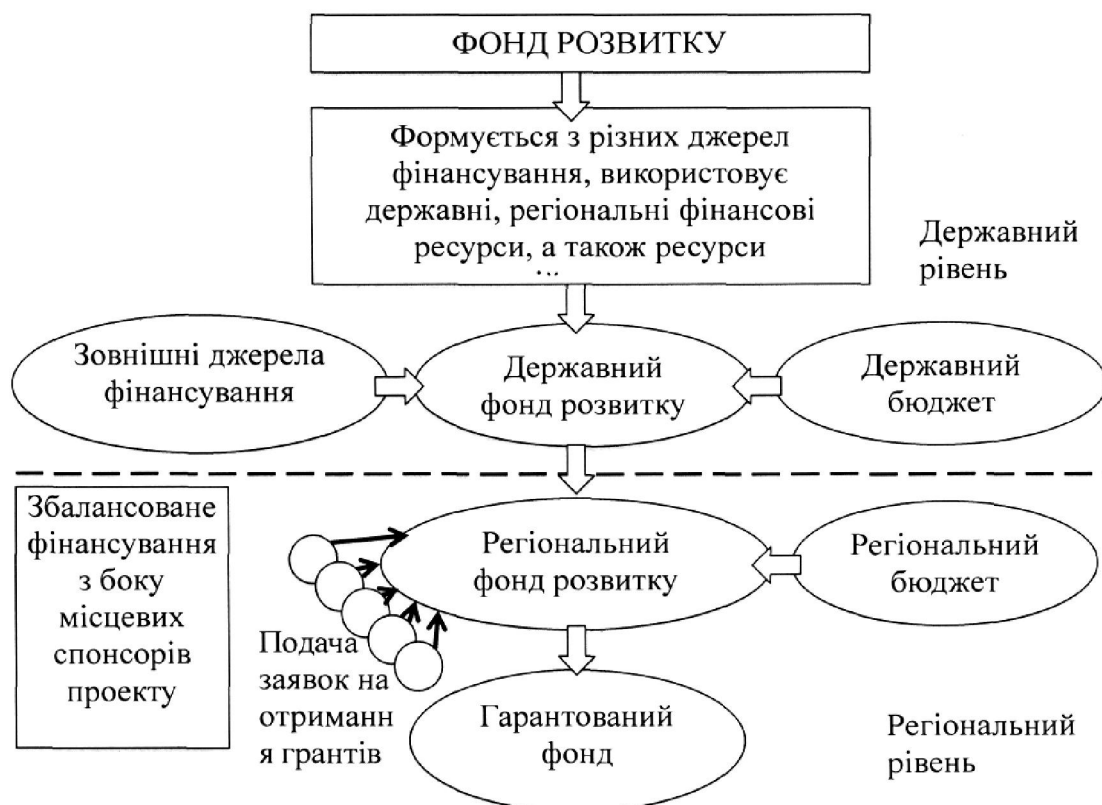 ФОНД РОЗВИТКУ
Формується з різних джерел
фінансування, використовує
державні, регіональні фінансові
ресурси, а також ресурси
...
Державний
рівень
Зовнішні джерела
фінансування
Державний
фонд розвитку
Державний
бюджет
Збалансоване
фінансування
з боку
місцевих
спонсорів
проекту
Регіональний
фонд розвитку
Регіональний
бюджет
Подача
заявок на
отриманн
я грантів
Гарантований
фонд
Регіональний
рівень